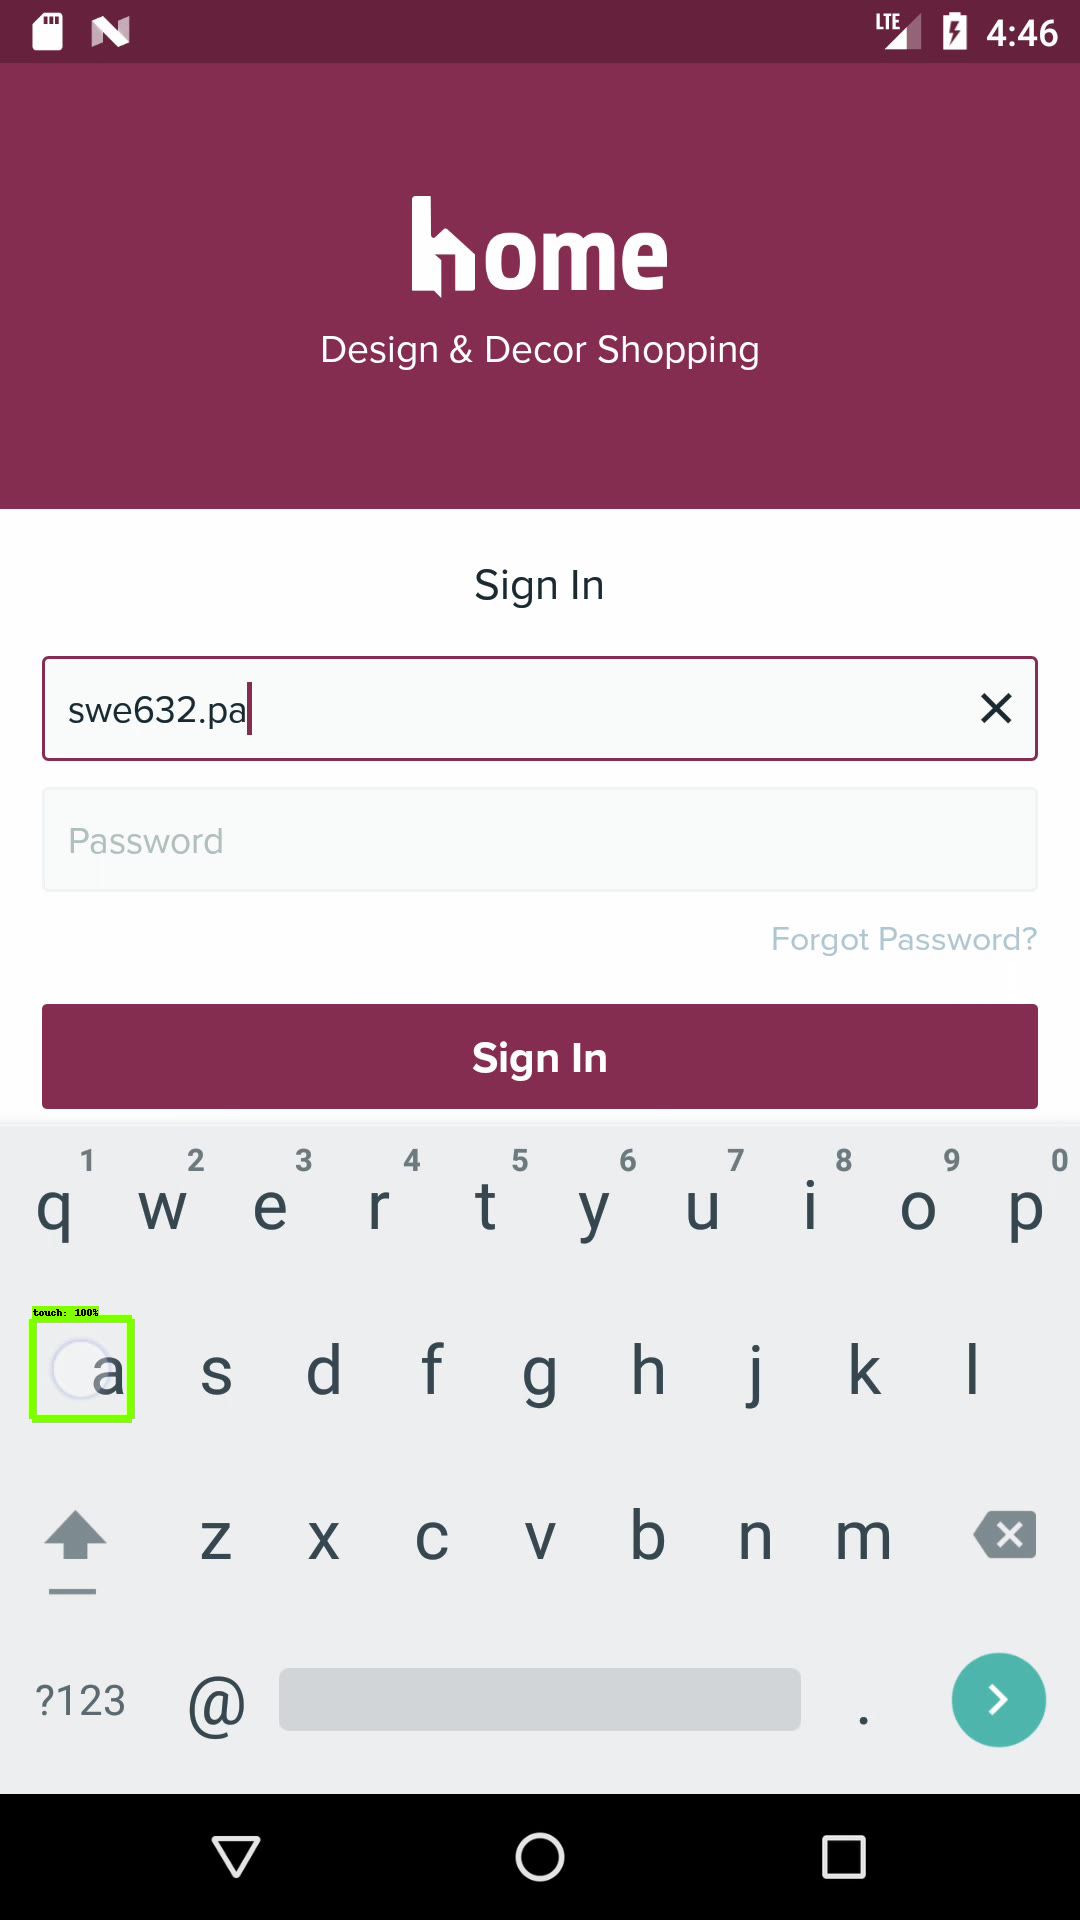 LTE 4:46
home
Design & Decor Shopping
Sign In
swe632.pa
Password
Forgot Password?
Sign In
1 2 3 4 5 6 7 8 9 0
q w e r t y u i o p
touch: 100%
a s d f g h j k l
z x c v b n m
?123 @ .